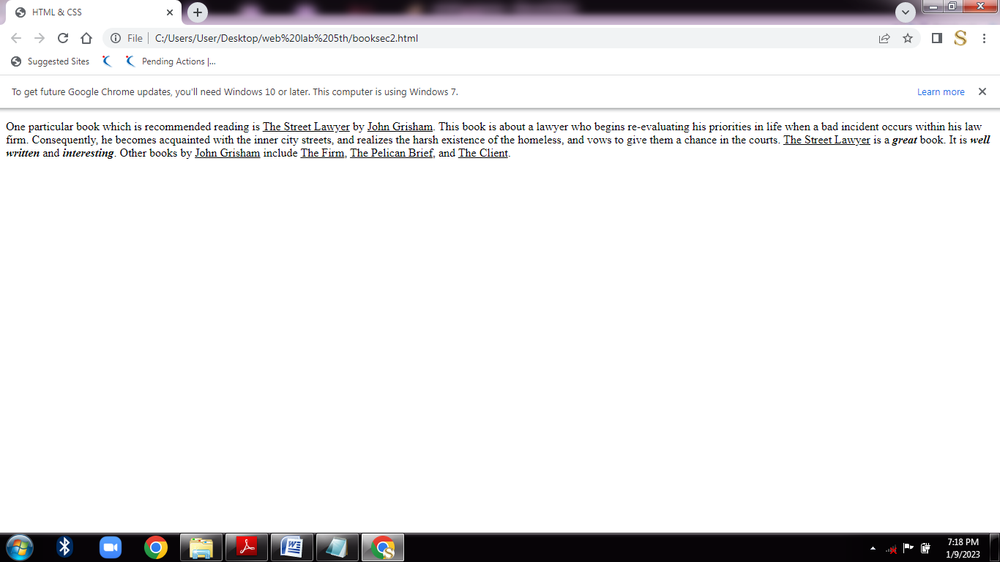 HTML & CSS
File C:/Users/User/Desktop/web%20lab%205th/booksec2.html
Suggested Sites Pending Actions |...
To get future Google Chrome updates, you'll need Windows 10 or later. This computer is using Windows 7. Learn more
One particular book which is recommended reading is The Street Lawyer by John Grisham. This book is about a lawyer who begins re-evaluating his priorities in life when a bad incident occurs within his law
firm. Consequently, he becomes acquainted with the inner city streets, and realizes the harsh existence of the homeless, and vows to give them a chance in the courts. The Street Lawyer is a great book. It is well
written and interesting. Other books by John Grisham include The Firm, The Pelican Brief, and The Client.
7:18 PM
1/9/2023